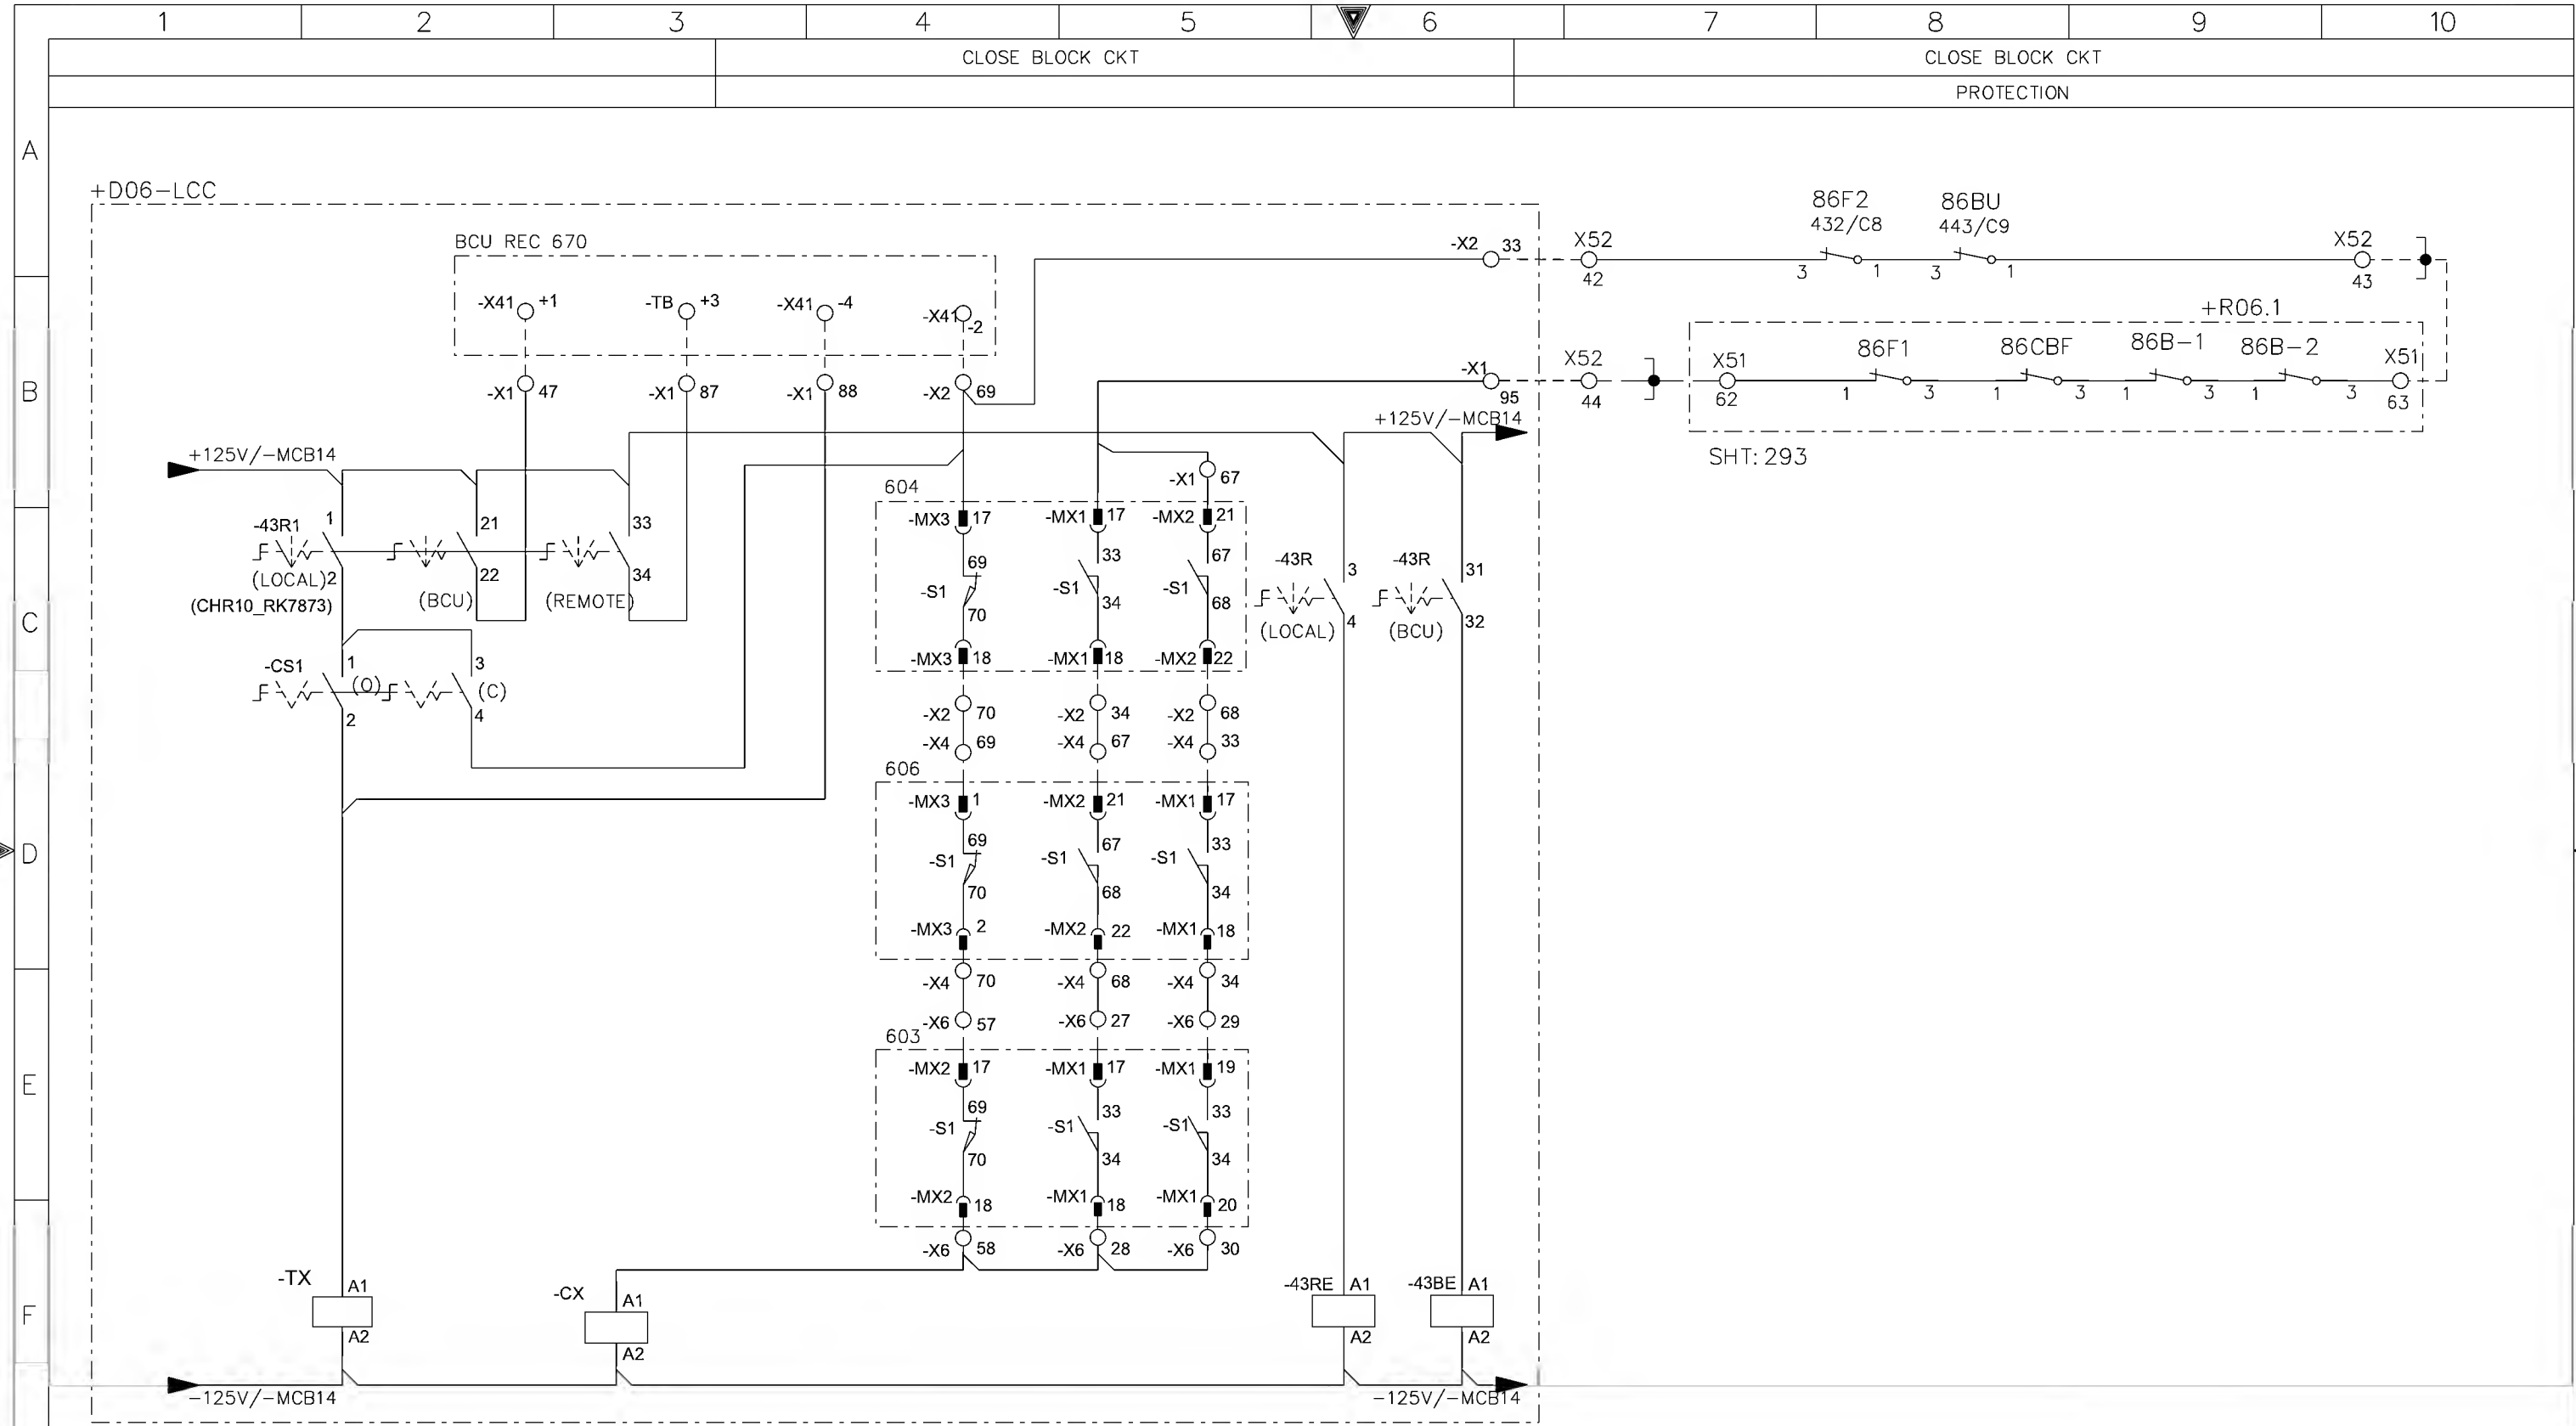 1 2 3 4 5 6 7 8 9 10
CLOSE BLOCK CKT
CLOSE BLOCK CKT
PROTECTION
A
B
C
D
E
F
+D06-LCC
BCU REC 670
-X41 +1
-TB +3
-X41 -4
-X41 -2
-X1 47
-X1 87
-X1 88
-X2 69
-X2 33
X52
42
86F2
432/C8
3 1
86BU
443/C9
3 1
X52
43
+R06.1
-X1
95
X52
44
X51
62
86F1
1 3
86CBF
1 3
86B-1
1 3
86B-2
1 3
X51
63
SHT: 293
+125V/-MCB14
+125V/-MCB14
-43R1
1
(LOCAL) 2
(CHR10_RK7873)
21
22
(BCU)
33
34
(REMOTE)
-CS1
1
(O)
2
3
(C)
4
604
-X1 67
-MX3 17
-MX1 17
-MX2 21
69
-S1
70
33
-S1
34
67
-S1
68
-MX3 18
-MX1 18
-MX2 22
-X2 70
-X2 34
-X2 68
-X4 69
-X4 67
-X4 33
606
-MX3 1
-MX2 21
-MX1 17
69
-S1
70
67
-S1
68
33
-S1
34
-MX3 2
-MX2 22
-MX1 18
-X4 70
-X4 68
-X4 34
-X6 57
-X6 27
-X6 29
603
-MX2 17
-MX1 17
-MX1 19
69
-S1
70
33
-S1
34
33
-S1
34
-MX2 18
-MX1 18
-MX1 20
-X6 58
-X6 28
-X6 30
-43R
3
4
(LOCAL)
-43R
31
32
(BCU)
-TX
A1
A2
-CX
A1
A2
-43RE A1
A2
-43BE A1
A2
-125V/-MCB14
-125V/-MCB14